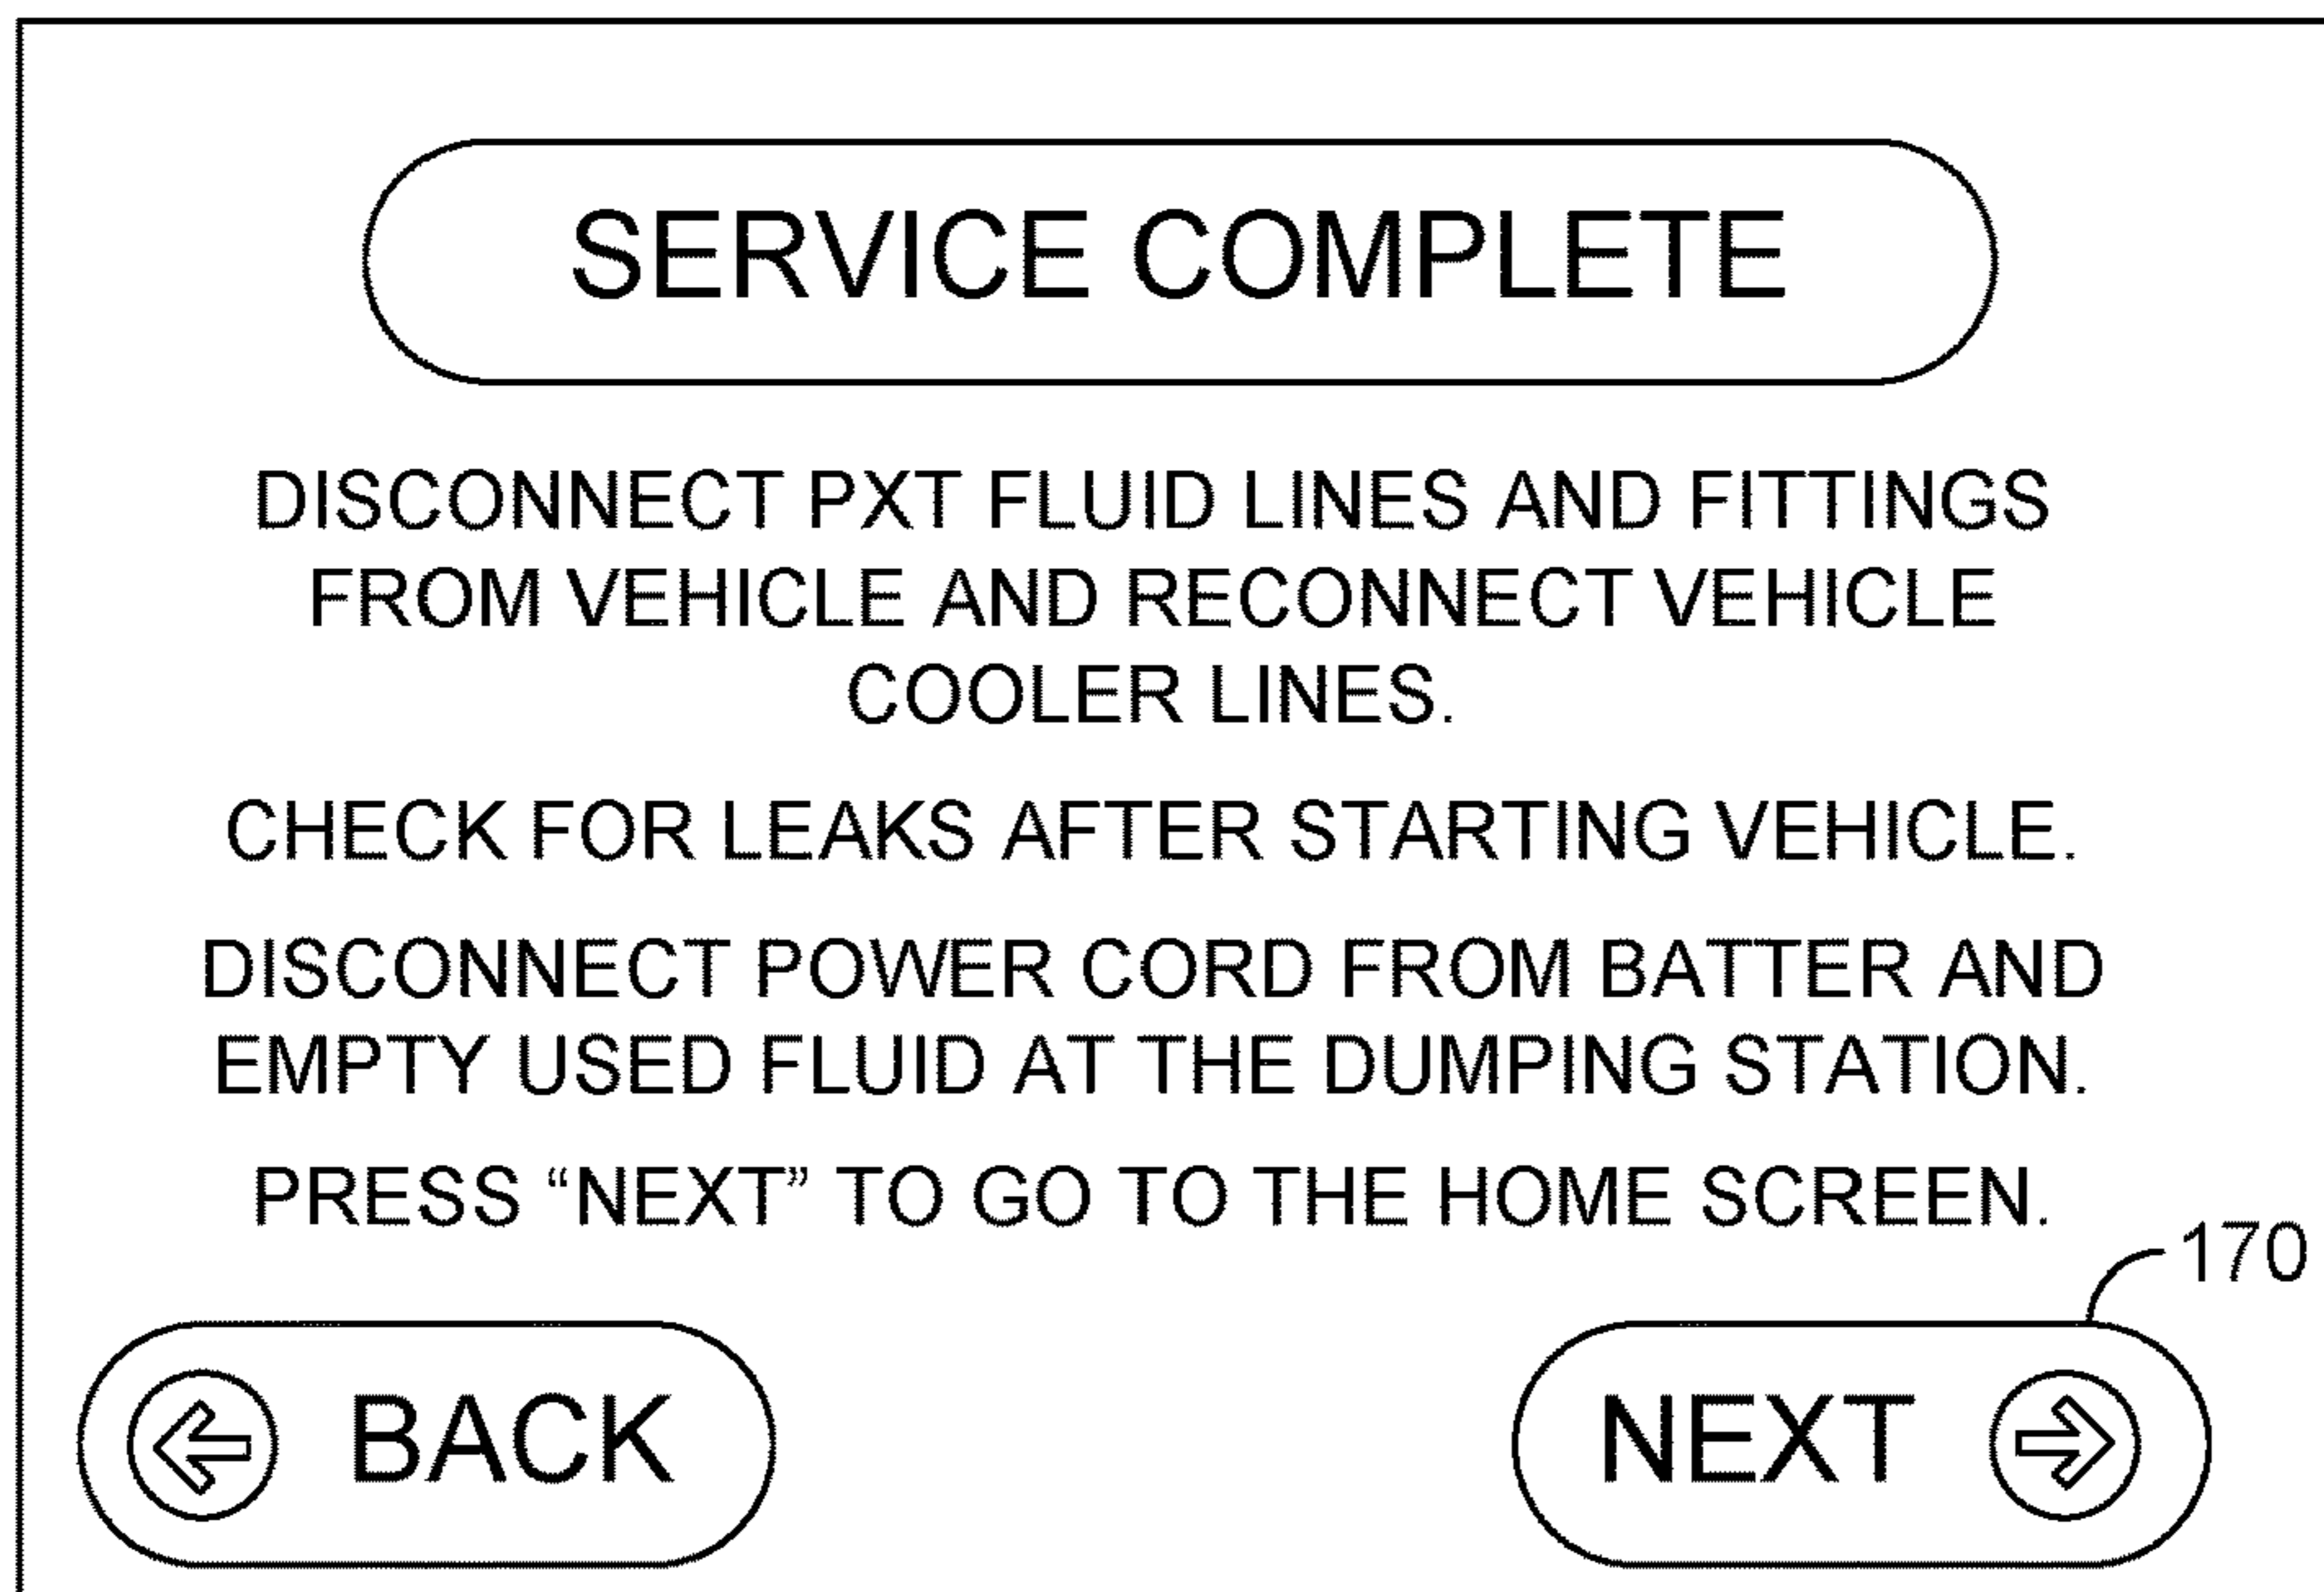 SERVICE COMPLETE
DISCONNECT PXT FLUID LINES AND FITTINGS
FROM VEHICLE AND RECONNECT VEHICLE
COOLER LINES.
CHECK FOR LEAKS AFTER STARTING VEHICLE.
DISCONNECT POWER CORD FROM BATTER AND
EMPTY USED FLUID AT THE DUMPING STATION.
PRESS “NEXT” TO GO TO THE HOME SCREEN.
170
BACK
NEXT